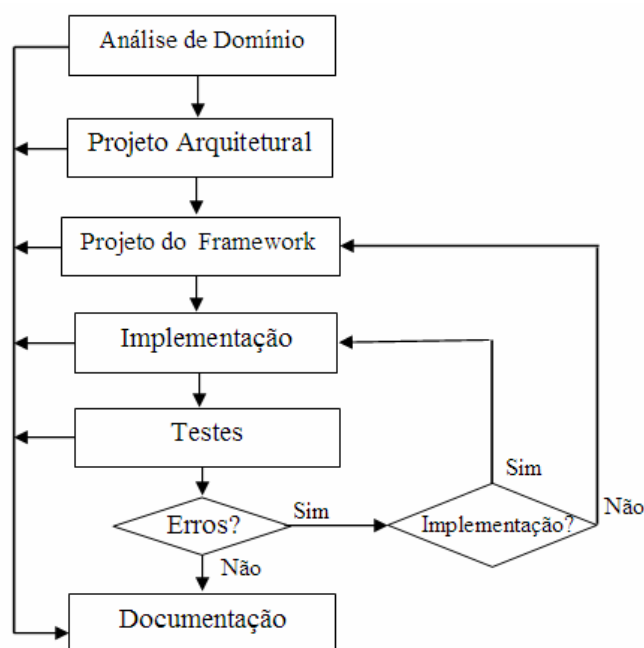 Análise de Domínio
Projeto Arquitetural
Projeto do Framework
Implementação
Testes
Sim
Erros?
Sim
Implementação?
Não
Não
Documentação